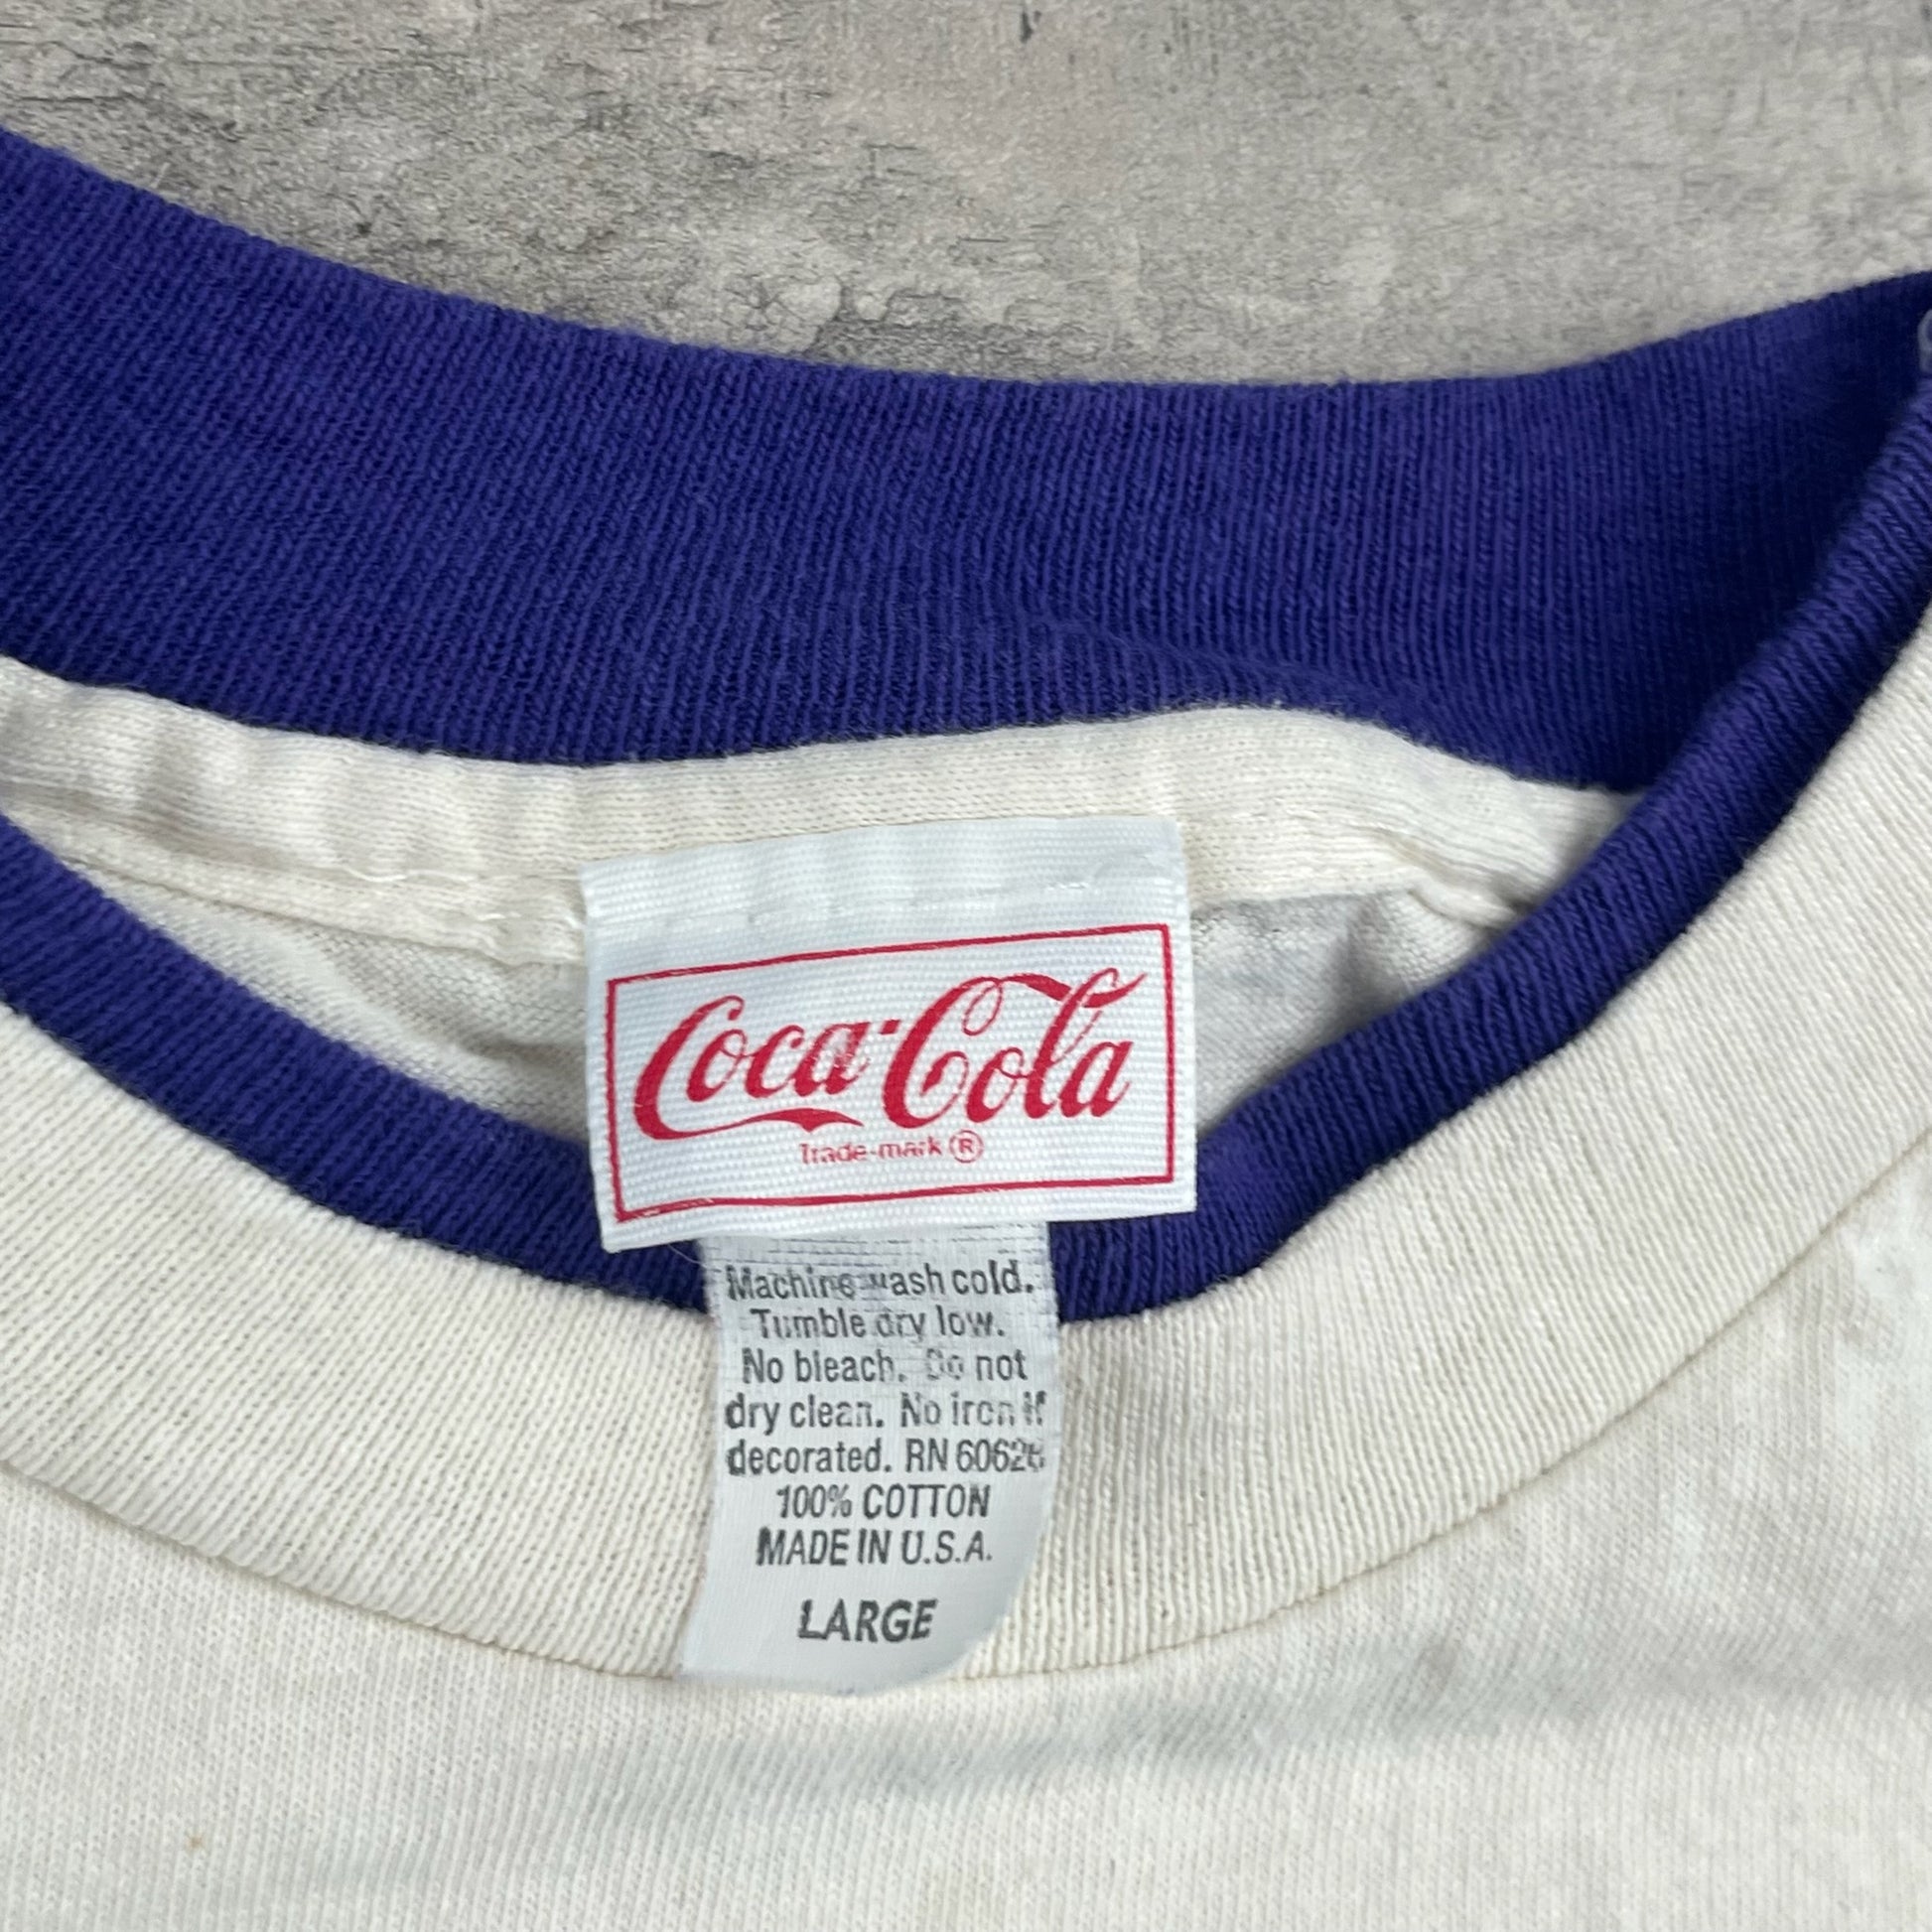 Coca-Cola
Trade-mark ®
Machine wash cold.
Tumble dry low.
No bleach. Do not
dry clean. No iron if
decorated. RN 60626
100% COTTON
MADE IN U.S.A.
LARGE